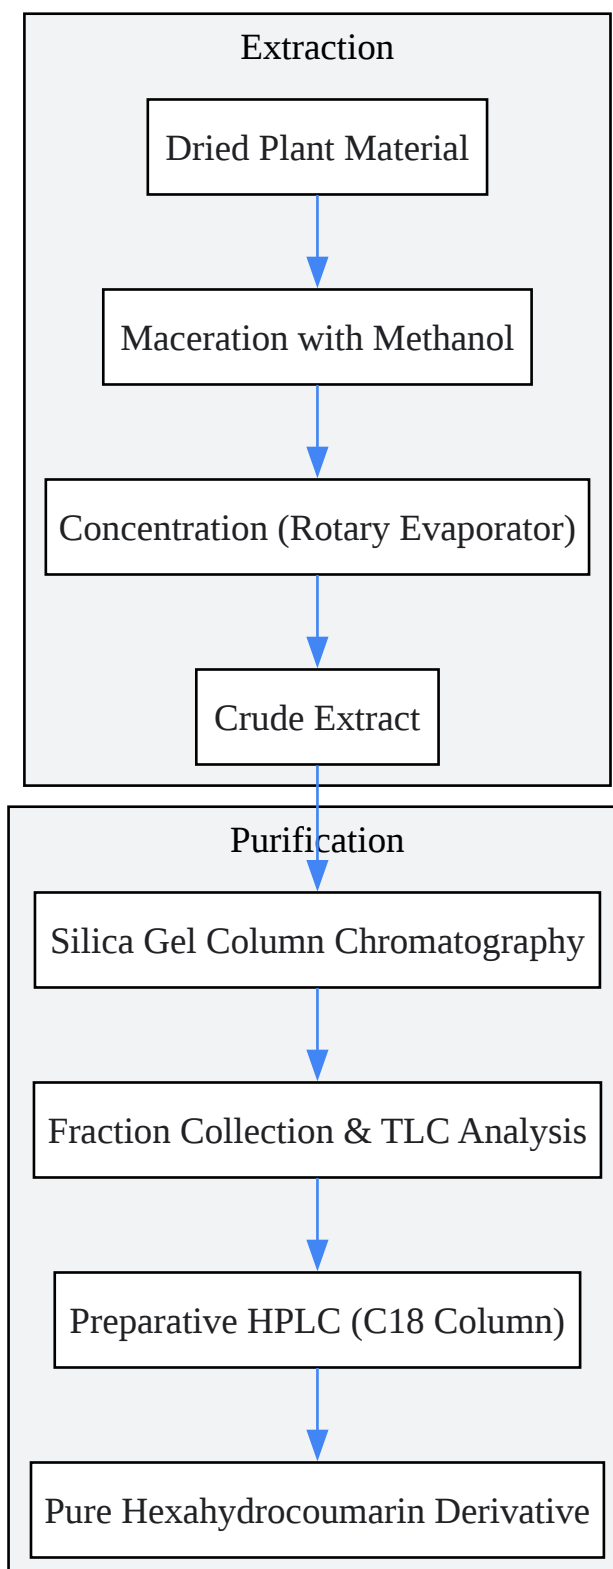 Extraction
Dried Plant Material
Maceration with Methanol
Concentration (Rotary Evaporator)
Crude Extract
Purification
Silica Gel Column Chromatography
Fraction Collection & TLC Analysis
Preparative HPLC (C18 Column)
Pure Hexahydrocoumarin Derivative